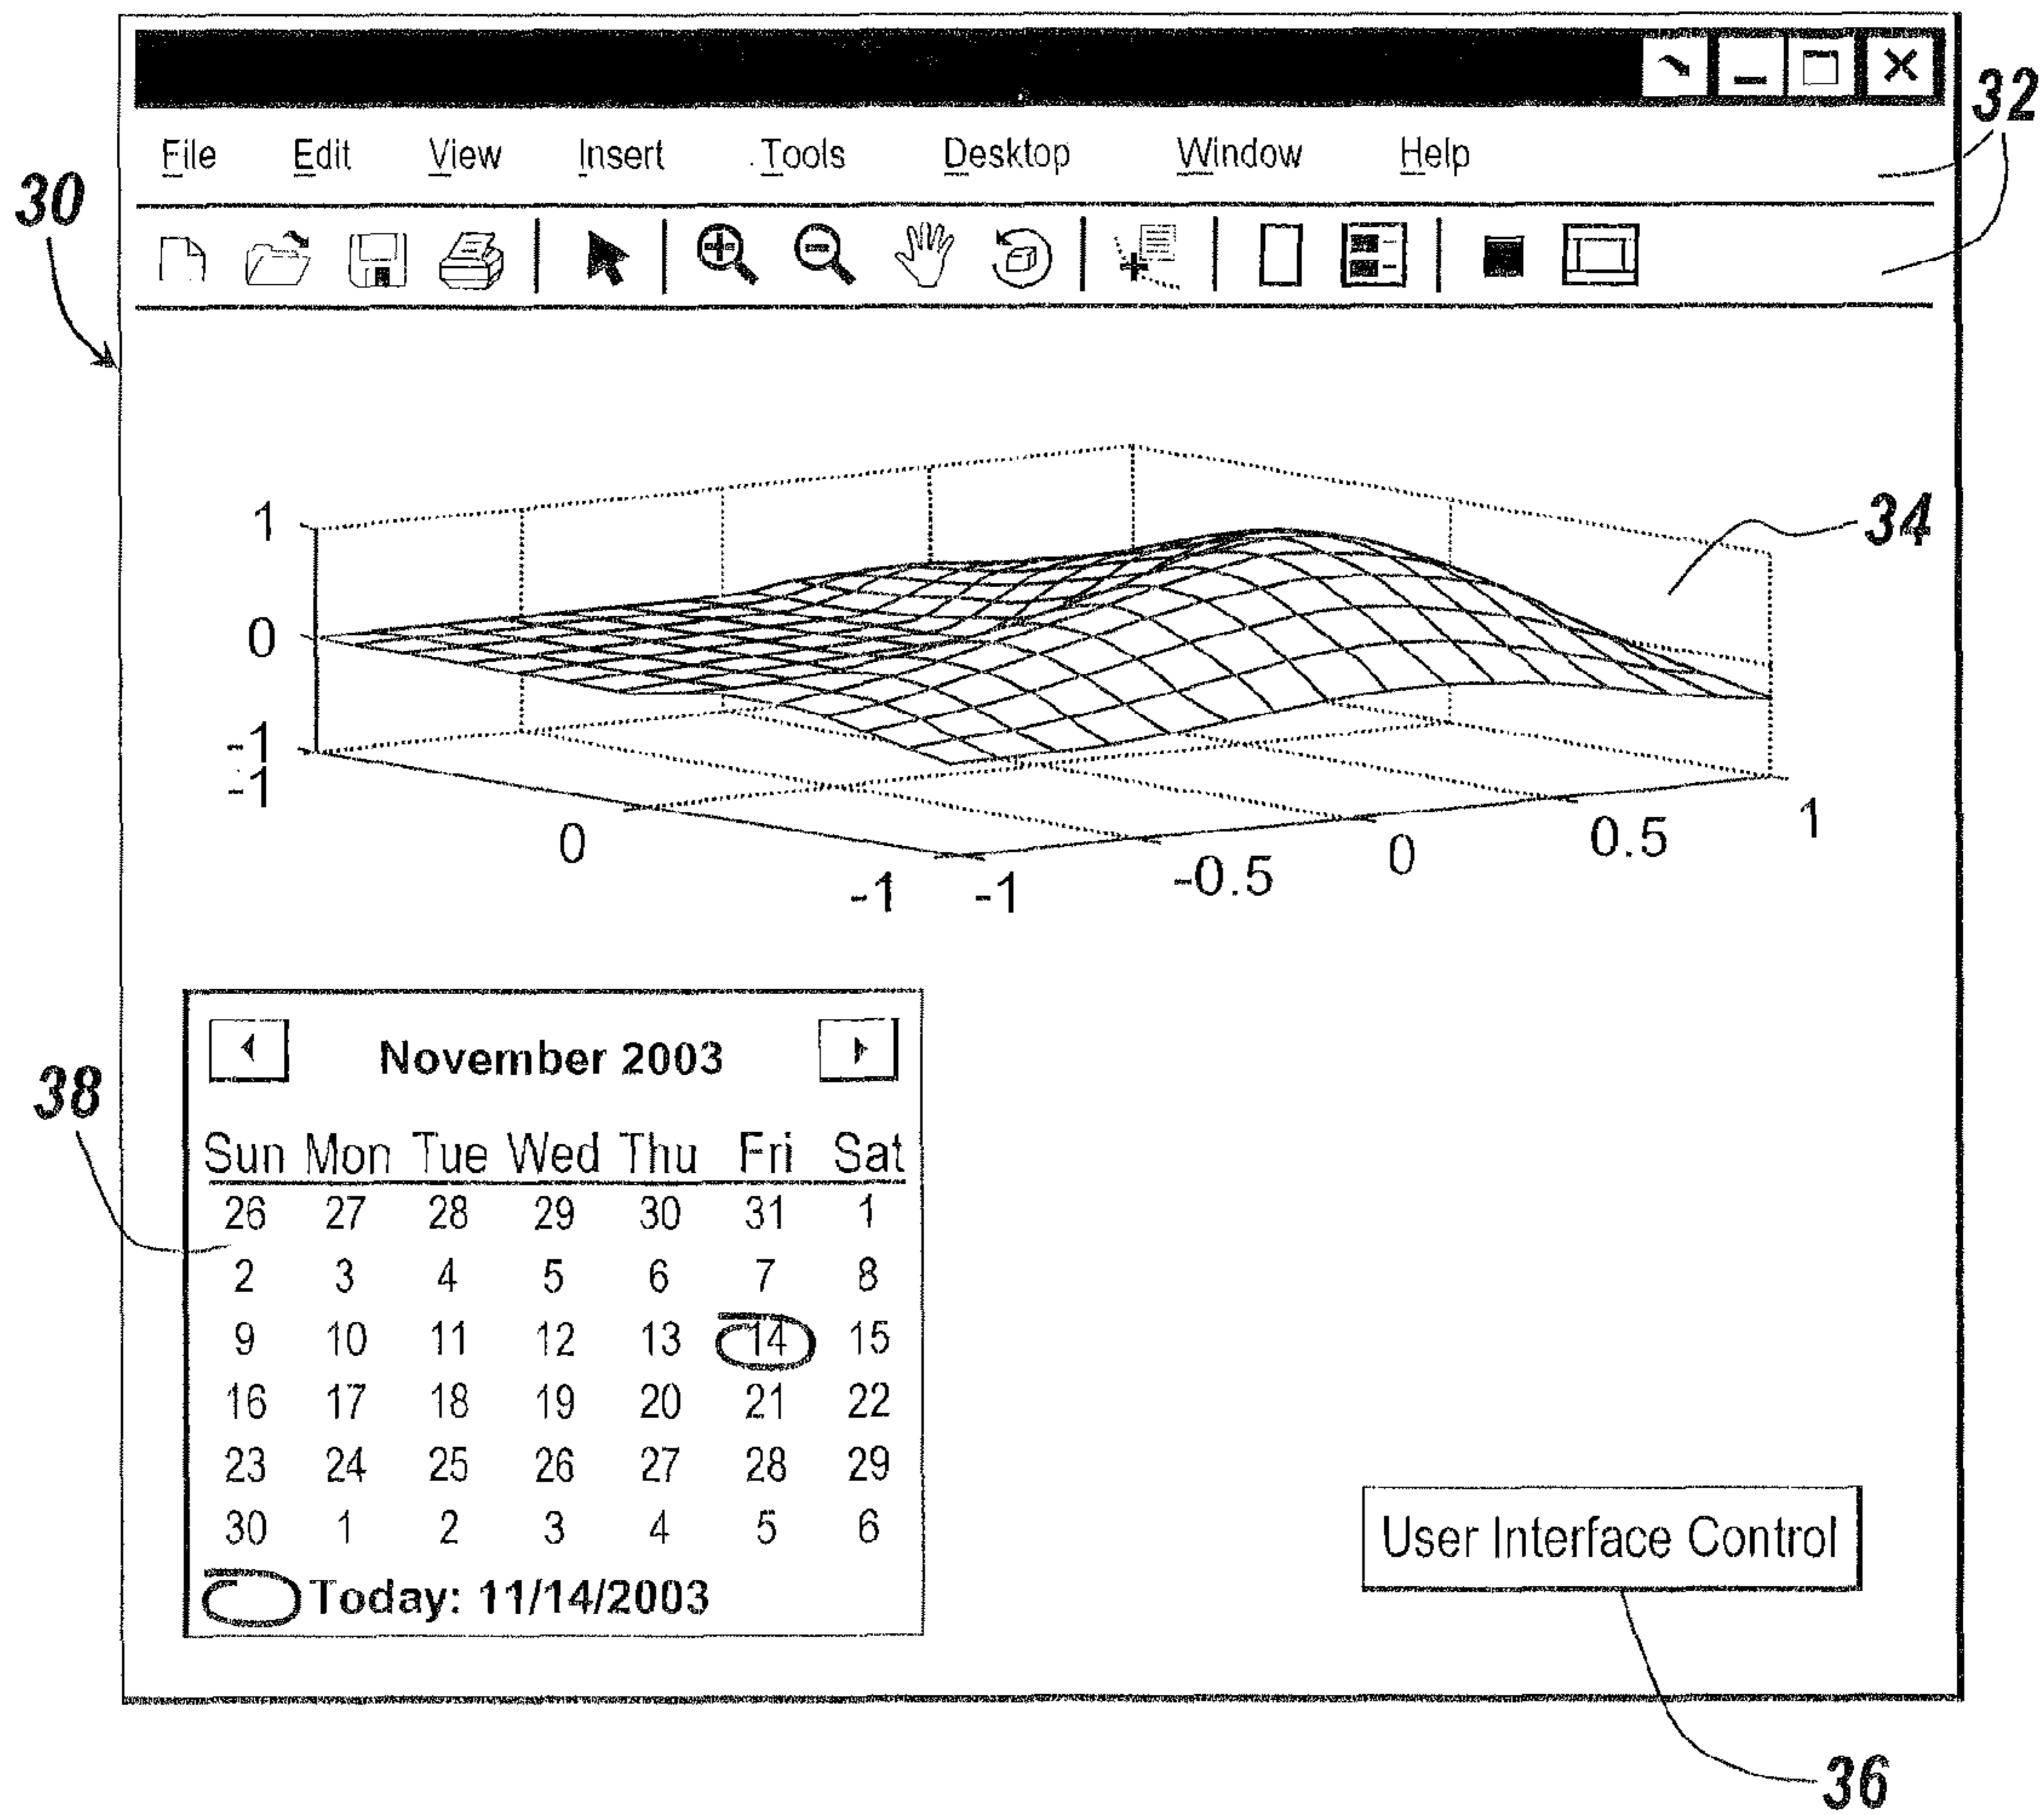 32
File Edit View Insert Tools Desktop Window Help
30
34
1
0
-1
-1
0
-1
-1
-0.5
0
0.5
1
38
November 2003
Sun Mon Tue Wed Thu Fri Sat
26 27 28 29 30 31 1
2 3 4 5 6 7 8
9 10 11 12 13 14 15
16 17 18 19 20 21 22
23 24 25 26 27 28 29
30 1 2 3 4 5 6
Today: 11/14/2003
User Interface Control
36